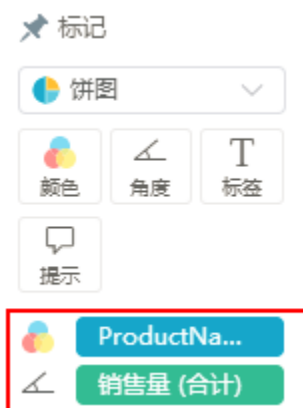 标记
饼图
颜色 角度 T 标签
提示
ProductNa...
销售量 (合计)